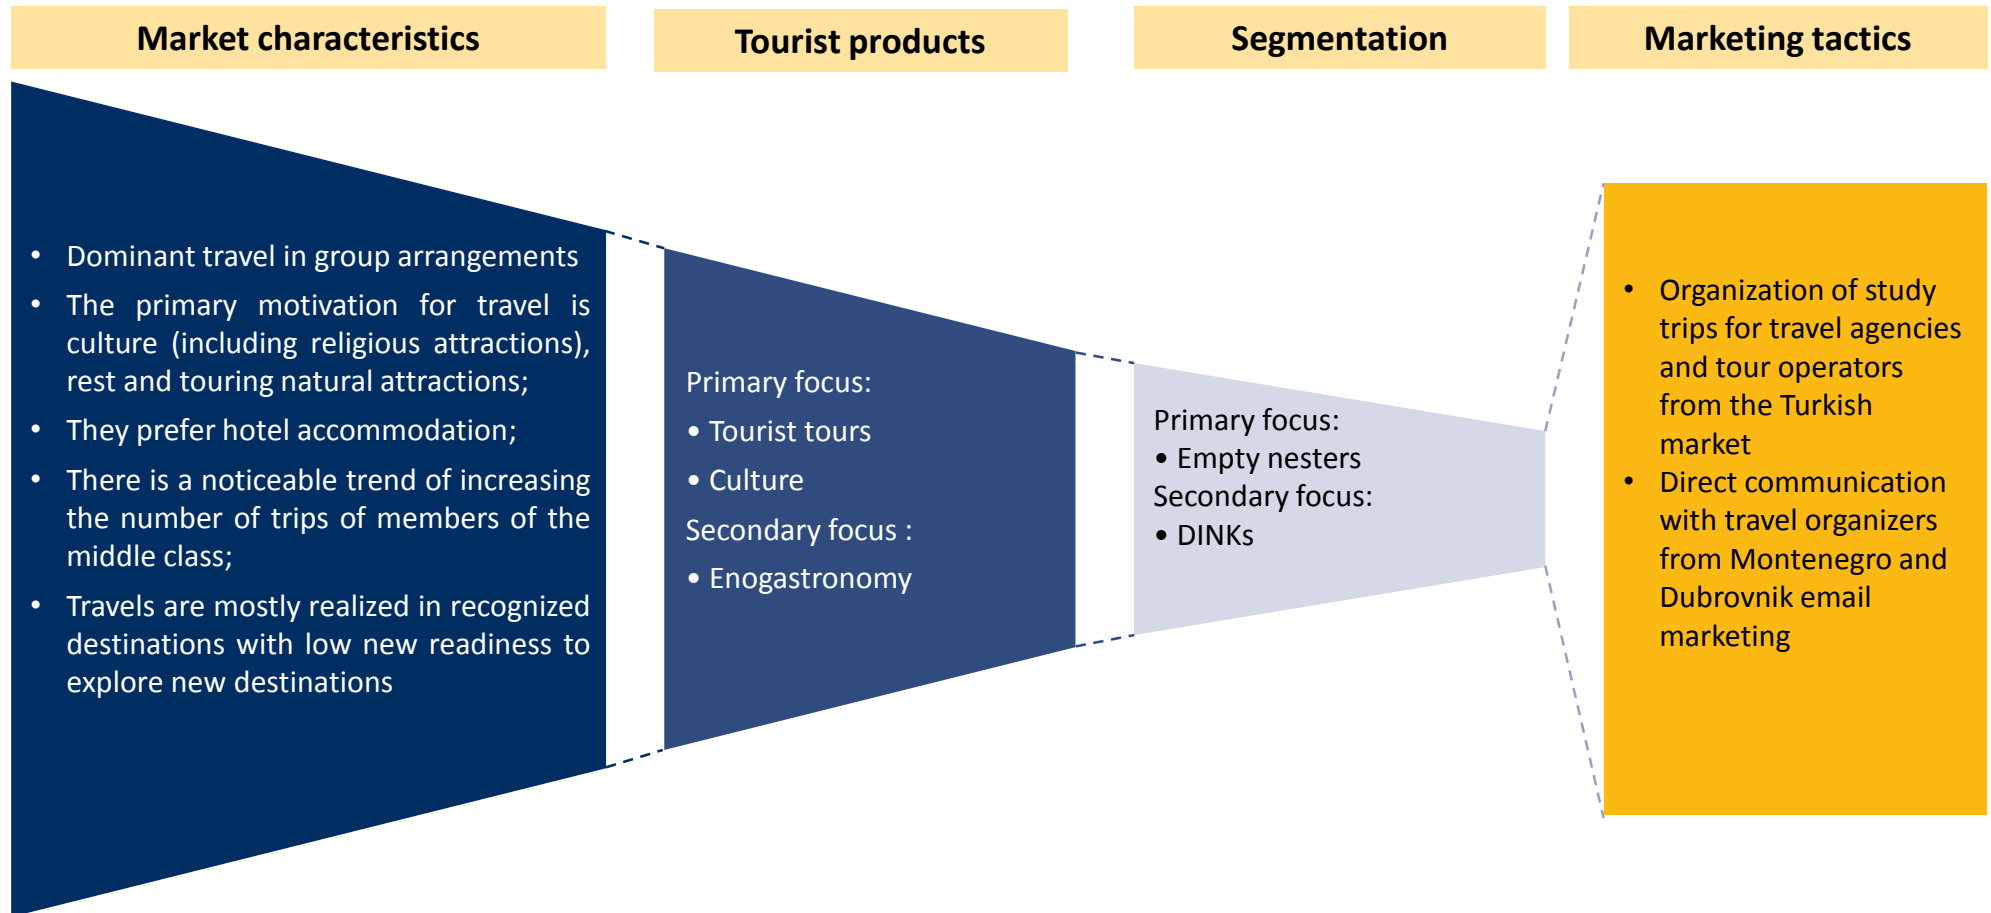 Market characteristics
Tourist products
Segmentation
Marketing tactics
• Dominant travel in group arrangements
• The primary motivation for travel is
culture (including religious attractions),
rest and touring natural attractions;
• They prefer hotel accommodation;
• There is a noticeable trend of increasing
the number of trips of members of the
middle class;
• Travels are mostly realized in recognized
destinations with low new readiness to
explore new destinations
Primary focus:
• Tourist tours
• Culture
Secondary focus :
• Enogastronomy
Primary focus:
• Empty nesters
Secondary focus:
• DINKs
• Organization of study
trips for travel agencies
and tour operators
from the Turkish
market
• Direct communication
with travel organizers
from Montenegro and
Dubrovnik email
marketing